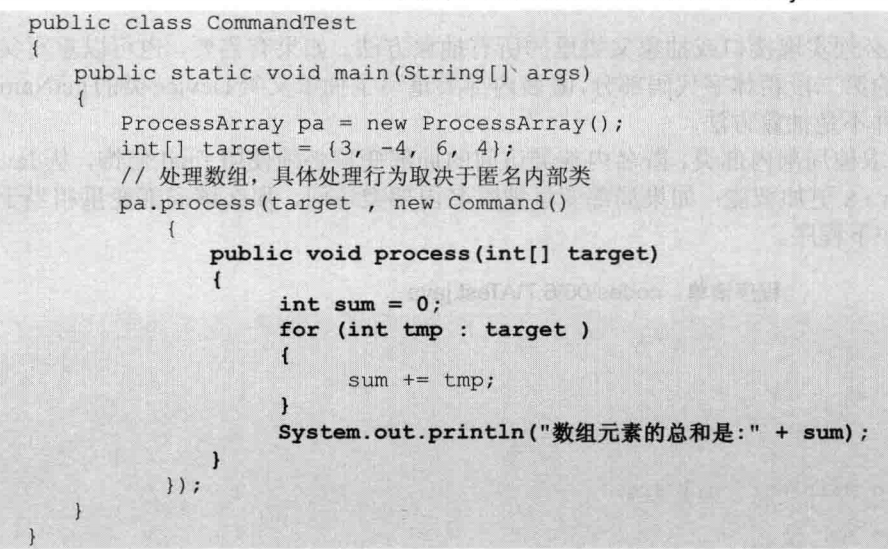 public class CommandTest
{
public static void main(String[] args)
{
ProcessArray pa = new ProcessArray();
int[] target = {3, -4, 6, 4};
// 处理数组，具体处理行为取决于匿名内部类
pa.process(target , new Command()
{
public void process(int[] target)
{
int sum = 0;
for (int tmp : target )
{
sum += tmp;
}
System.out.println("数组元素的总和是:" + sum);
}
});
}
}